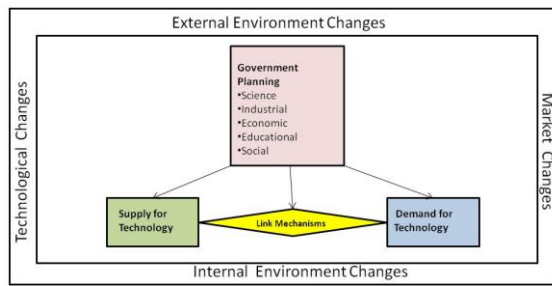 External Environment Changes
Technological Changes
Government
Planning
•Science
•Industrial
•Economic
•Educational
•Social
Market Changes
Supply for
Technology
Link Mechanisms
Demand for
Technology
Internal Environment Changes